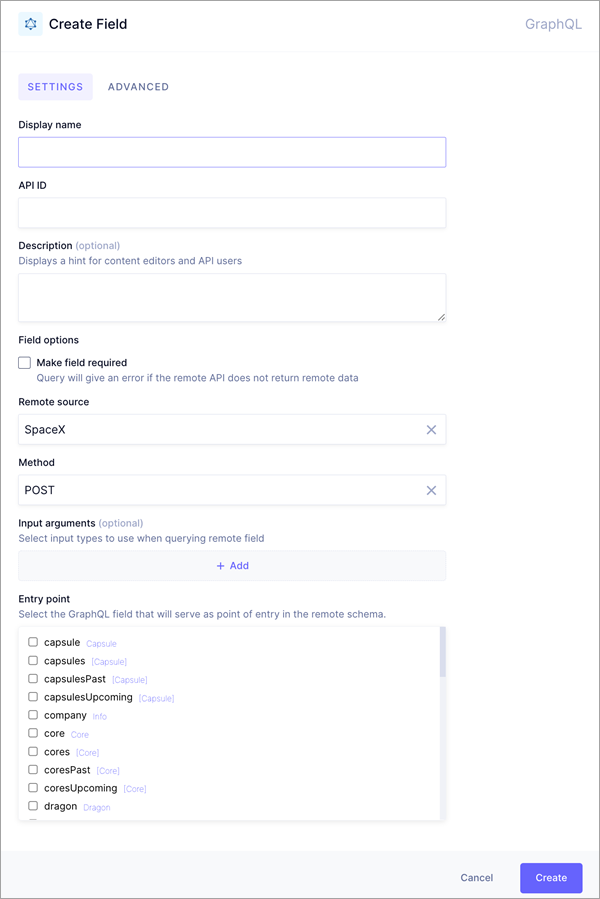 Create Field
GraphQL
SETTINGS
ADVANCED
Display name
API ID
Description (optional)
Displays a hint for content editors and API users
Field options
Make field required
Query will give an error if the remote API does not return remote data
Remote source
SpaceX
Method
POST
Input arguments (optional)
Select input types to use when querying remote field
+ Add
Entry point
Select the GraphQL field that will serve as point of entry in the remote schema.
capsule Capsule
capsules [Capsule]
capsulesPast [Capsule]
capsulesUpcoming [Capsule]
company Info
core Core
cores [Core]
coresPast [Core]
coresUpcoming [Core]
dragon Dragon
Cancel
Create